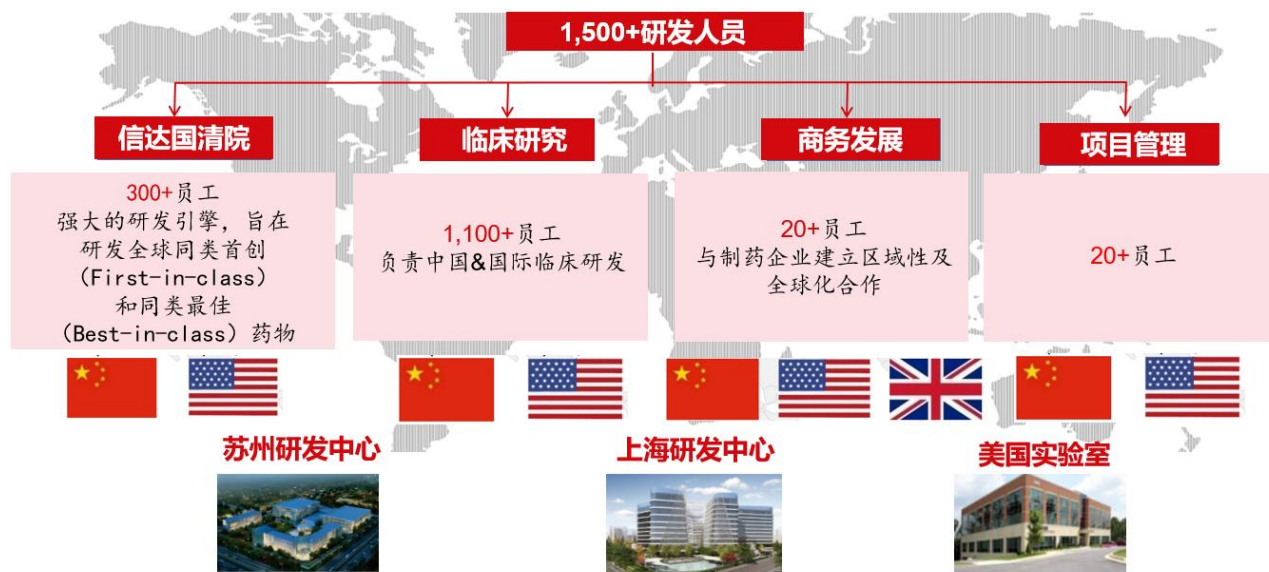 1,500+研发人员
信达国清院
临床研究
商务发展
项目管理
300+员工
强大的研发引擎，旨在
研发全球同类首创
（First-in-class）
和同类最佳
（Best-in-class）药物
1,100+员工
负责中国&国际临床研发
20+员工
与制药企业建立区域性及
全球化合作
20+员工
苏州研发中心
上海研发中心
美国实验室